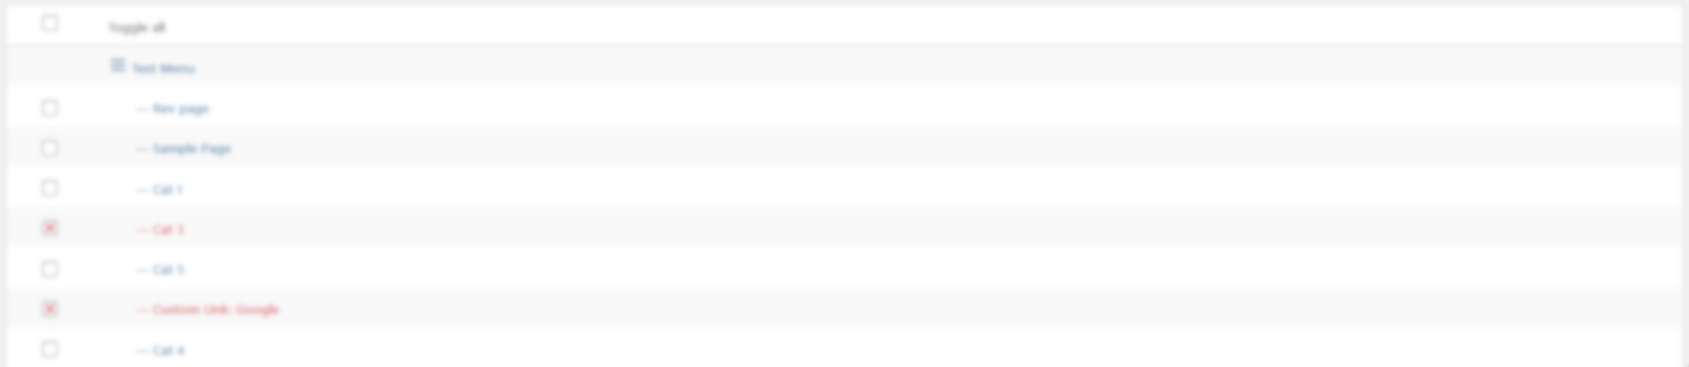 Toggle all
Test Menu
— Rev page
— Sample Page
— Cat 1
— Cat 3
— Cat 5
— Custom Link: Google
— Cat 4